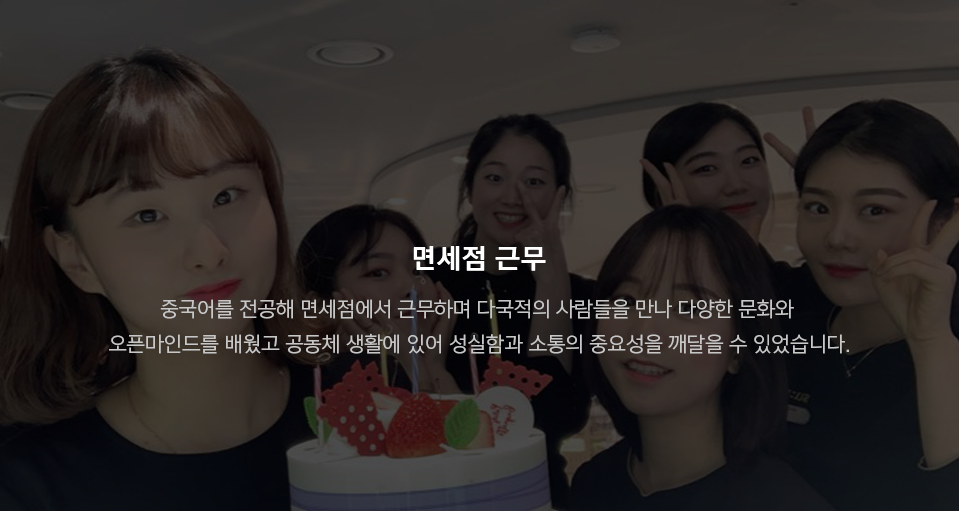 면세점 근무
중국어를 전공해 면세점에서 근무하며 다국적의 사람들을 만나 다양한 문화와
오픈마인드를 배웠고 공동체 생활에 있어 성실함과 소통의 중요성을 깨달을 수 있었습니다.